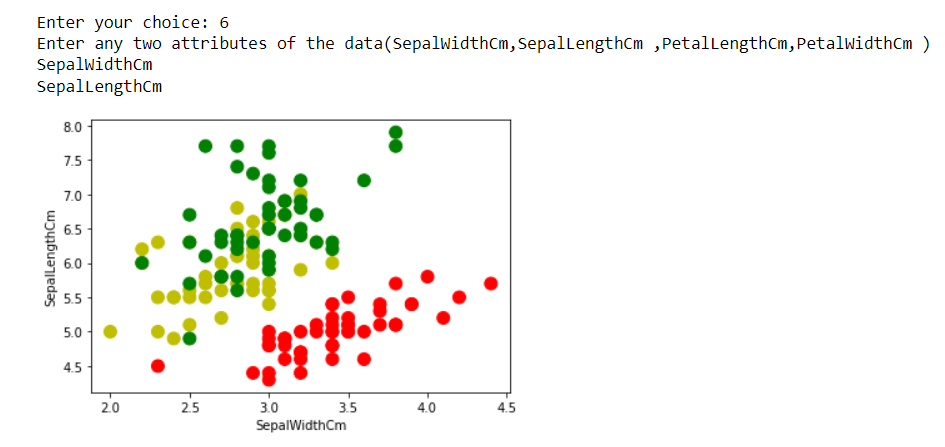 Enter your choice: 6
Enter any two attributes of the data(SepalWidthCm,SepalLengthCm ,PetalLengthCm,PetalWidthCm )
SepalWidthCm
SepalLengthCm
8.0
7.5
7.0
6.5
6.0
5.5
5.0
4.5
SepalLengthCm
2.0 2.5 3.0 3.5 4.0 4.5
SepalWidthCm